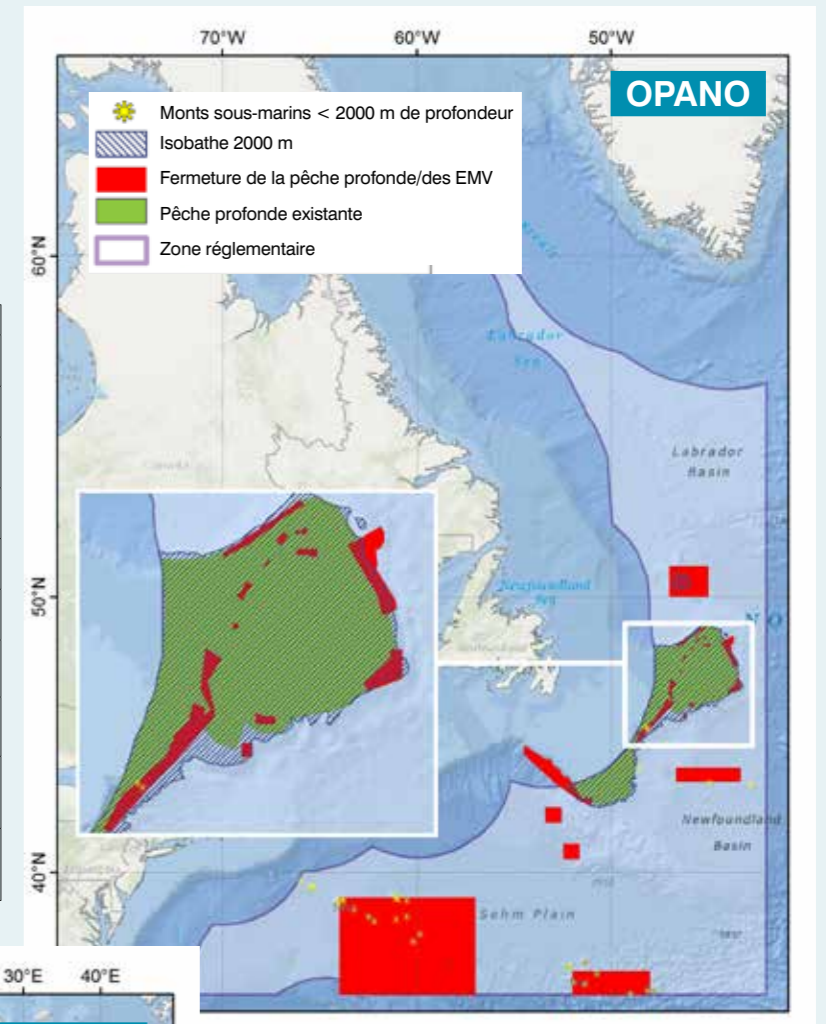 70°W 60°W 50°W
OPANO
Monts sous-marins < 2000 m de profondeur
Isobathe 2000 m
Fermeture de la pêche profonde/des EMV
Pêche profonde existante
Zone réglementaire
60°N
Labrador
Sea
Labrador
Basin
50°N
Newfoundland
Sea
N O
Newfoundland
Basin
40°N
Sohm Plain
30°E 40°E